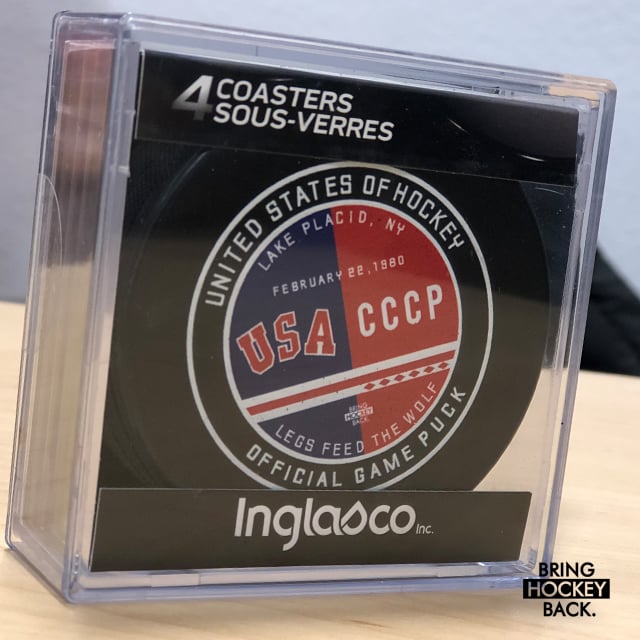 4 COASTERS
SOUS-VERRES
UNITED STATES OF HOCKEY
LAKE PLACID, NY
FEBRUARY 22, 1980
USA CCCP
BRING
HOCKEY
BACK.
LEGS FEED THE WOLF
OFFICIAL GAME PUCK
Inglasco Inc.
BRING
HOCKEY
BACK.